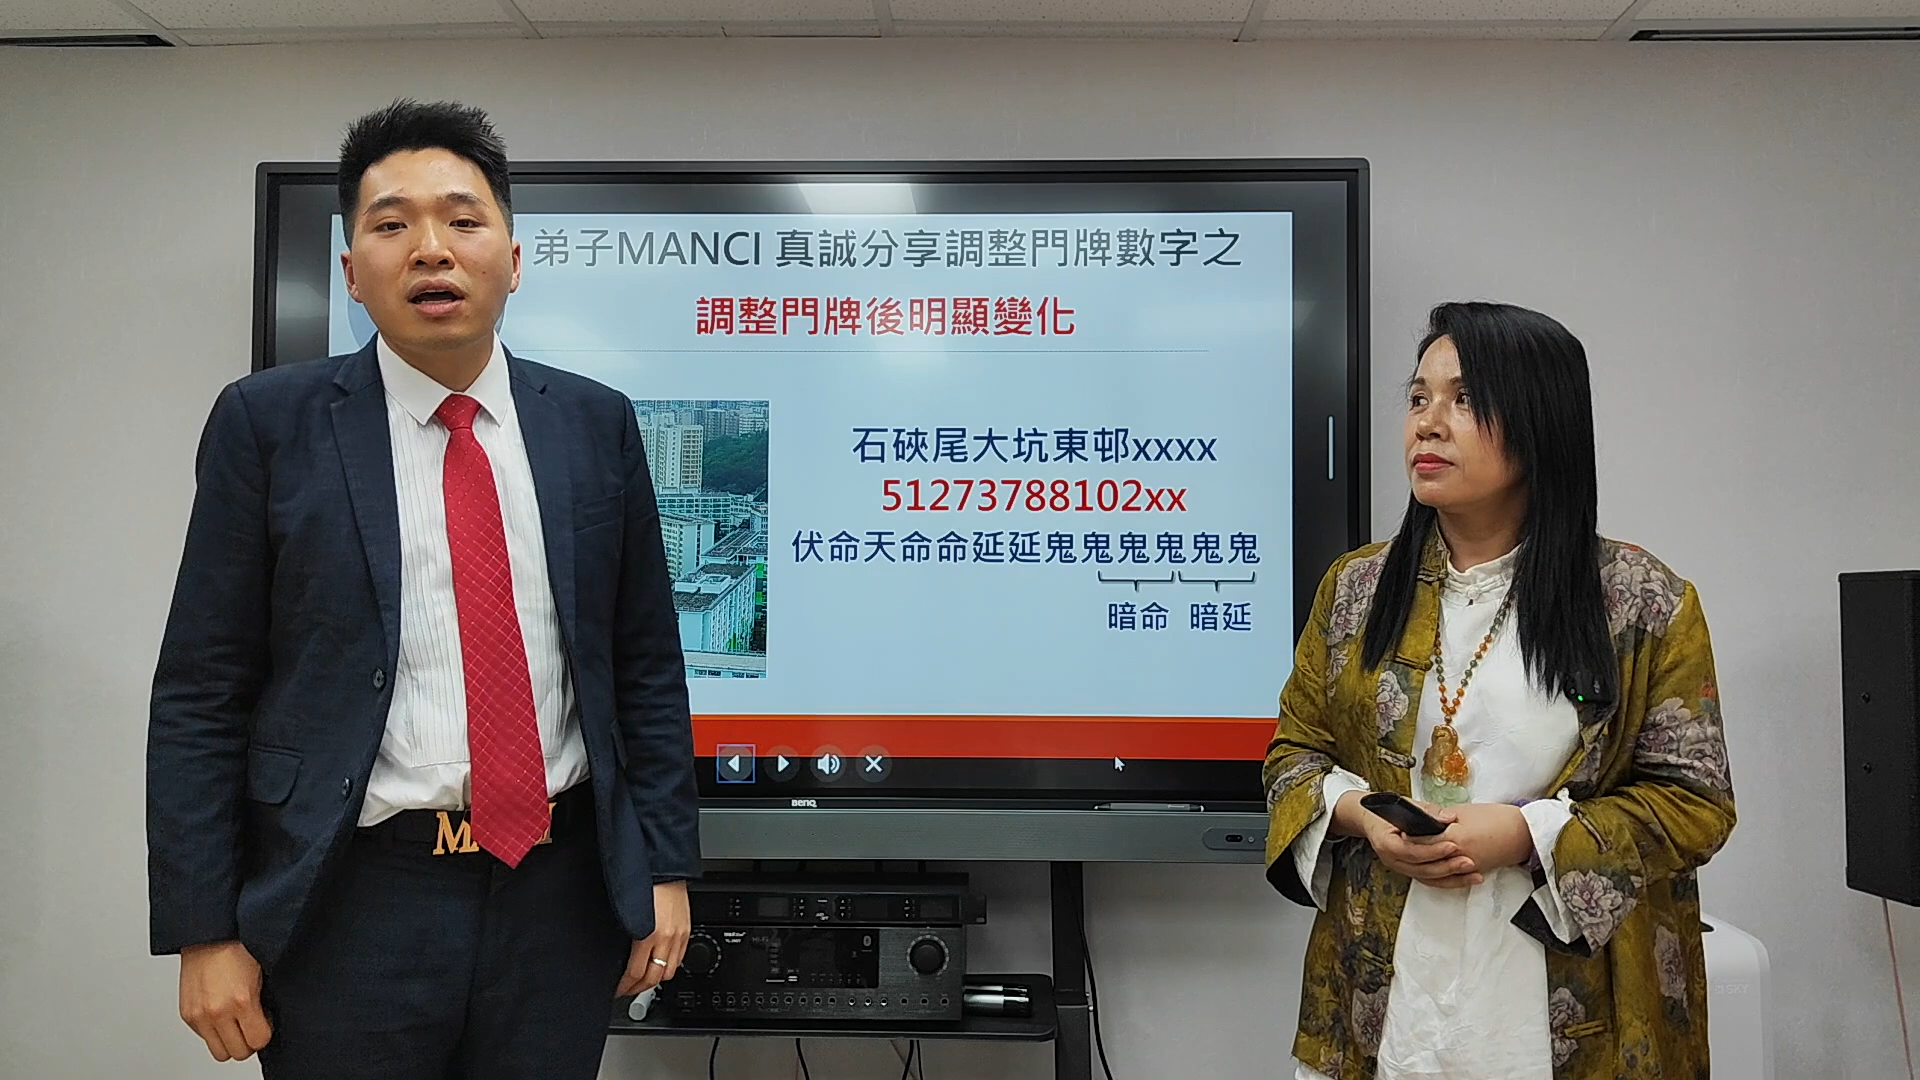 弟子MANCI 真誠分享調整門牌數字之
調整門牌後明顯變化
石硤尾大坑東邨xxxx
51273788102xx
伏命天命命延延鬼鬼鬼鬼鬼鬼
暗命 暗延
BenQ
SKY